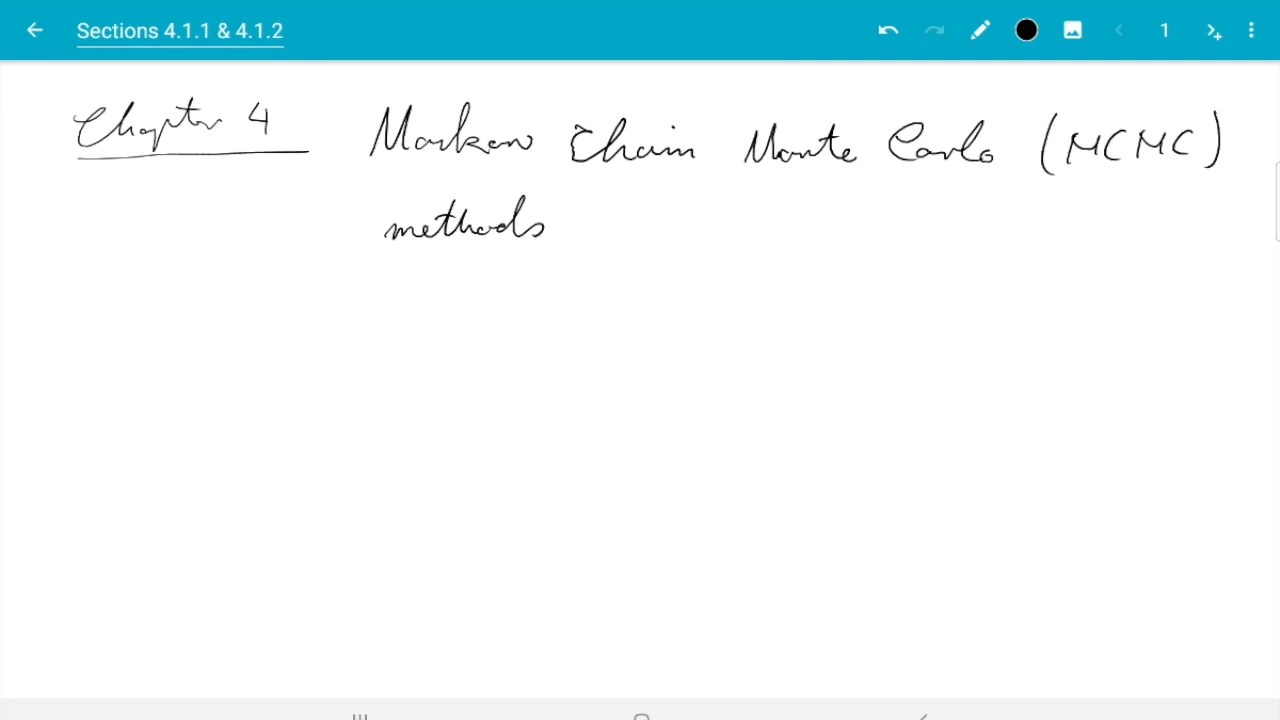 Sections 4.1.1 & 4.1.2
1
Chapter 4 Markov Chain Monte Carlo (MCMC)
methods